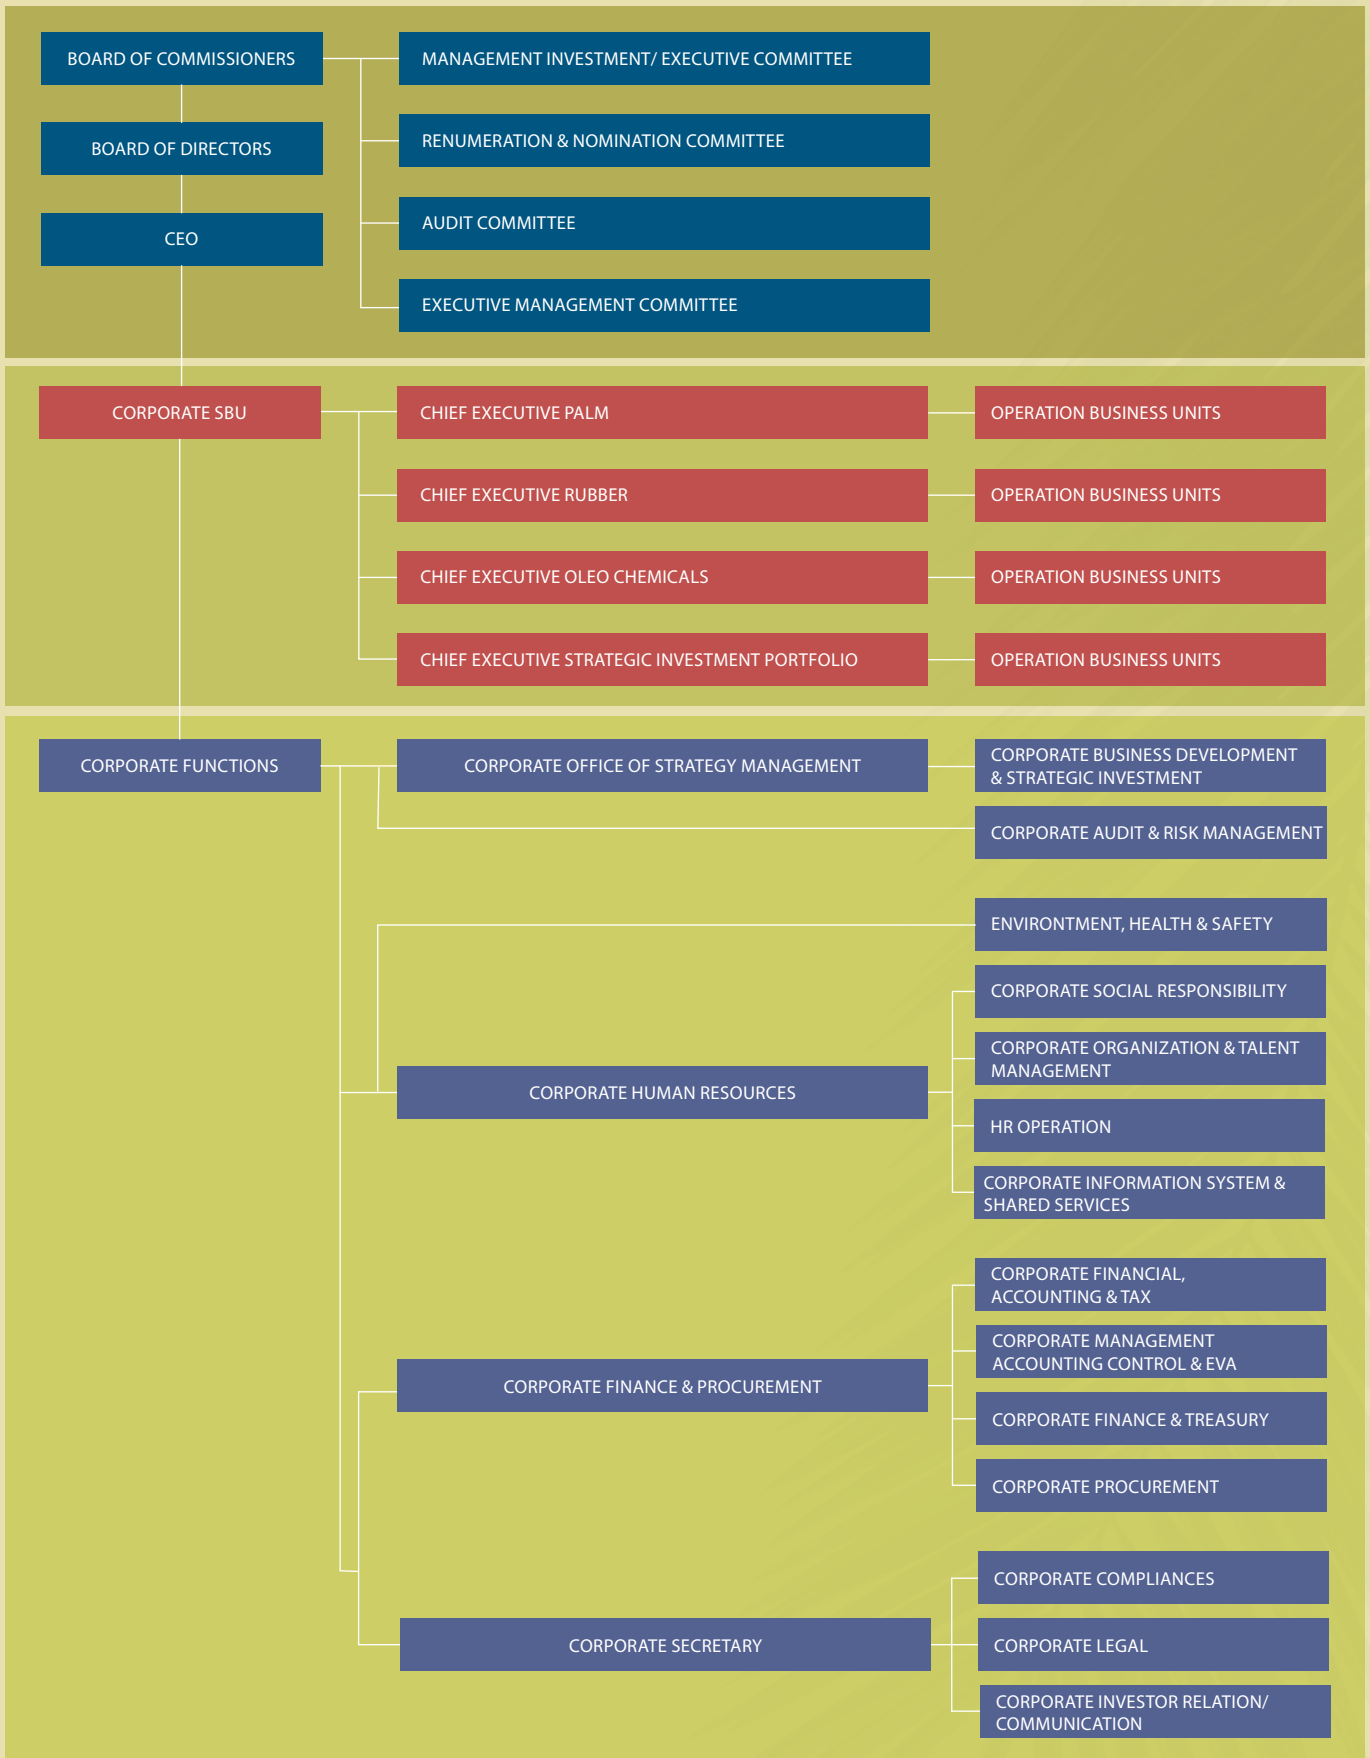 BOARD OF COMMISSIONERS
MANAGEMENT INVESTMENT/ EXECUTIVE COMMITTEE
BOARD OF DIRECTORS
RENUMERATION & NOMINATION COMMITTEE
CEO
AUDIT COMMITTEE
EXECUTIVE MANAGEMENT COMMITTEE
CORPORATE SBU
CHIEF EXECUTIVE PALM
OPERATION BUSINESS UNITS
CHIEF EXECUTIVE RUBBER
OPERATION BUSINESS UNITS
CHIEF EXECUTIVE OLEO CHEMICALS
OPERATION BUSINESS UNITS
CHIEF EXECUTIVE STRATEGIC INVESTMENT PORTFOLIO
OPERATION BUSINESS UNITS
CORPORATE FUNCTIONS
CORPORATE OFFICE OF STRATEGY MANAGEMENT
CORPORATE BUSINESS DEVELOPMENT
& STRATEGIC INVESTMENT
CORPORATE AUDIT & RISK MANAGEMENT
ENVIRONTMENT, HEALTH & SAFETY
CORPORATE HUMAN RESOURCES
CORPORATE SOCIAL RESPONSIBILITY
CORPORATE ORGANIZATION & TALENT
MANAGEMENT
HR OPERATION
CORPORATE INFORMATION SYSTEM &
SHARED SERVICES
CORPORATE FINANCE & PROCUREMENT
CORPORATE FINANCIAL,
ACCOUNTING & TAX
CORPORATE MANAGEMENT
ACCOUNTING CONTROL & EVA
CORPORATE FINANCE & TREASURY
CORPORATE PROCUREMENT
CORPORATE SECRETARY
CORPORATE COMPLIANCES
CORPORATE LEGAL
CORPORATE INVESTOR RELATION/
COMMUNICATION